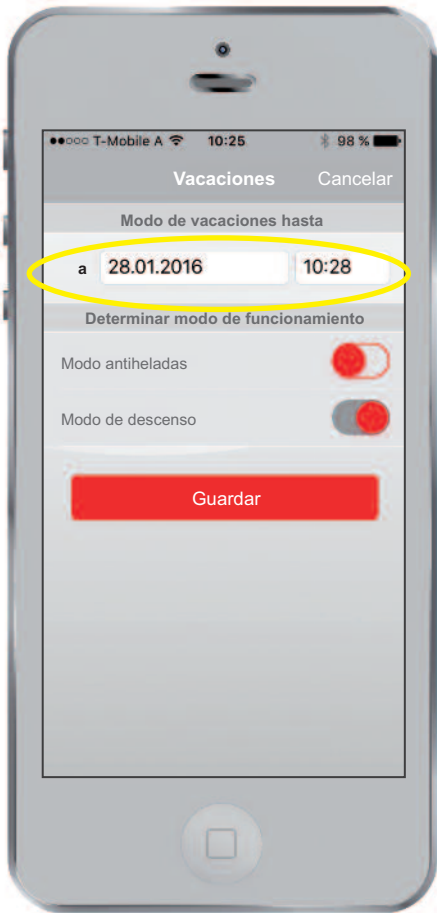 T-Mobile A 10:25 98 %
Vacaciones Cancelar
Modo de vacaciones hasta
a 28.01.2016 10:28
Determinar modo de funcionamiento
Modo antiheladas
Modo de descenso
Guardar